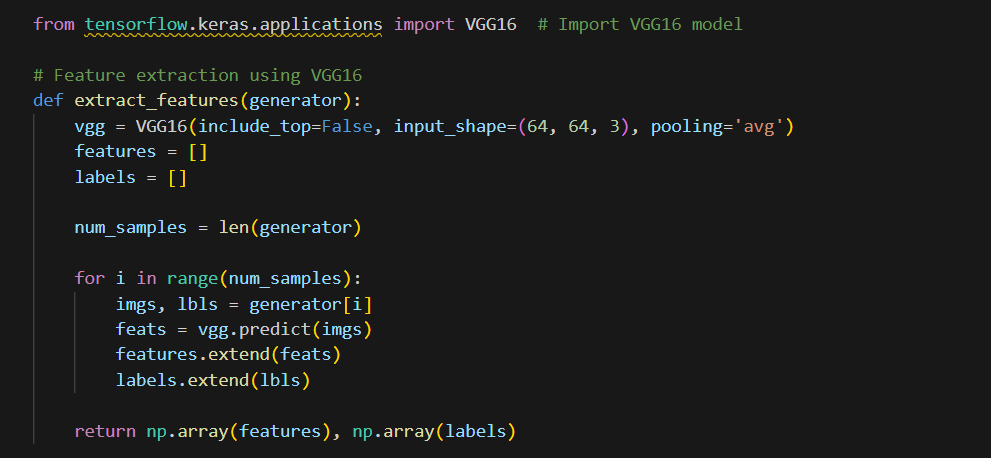 from tensorflow.keras.applications import VGG16  # Import VGG16 model
# Feature extraction using VGG16
def extract_features(generator):
    vgg = VGG16(include_top=False, input_shape=(64, 64, 3), pooling='avg')
    features = []
    labels = []
    num_samples = len(generator)
    for i in range(num_samples):
        imgs, lbls = generator[i]
        feats = vgg.predict(imgs)
        features.extend(feats)
        labels.extend(lbls)
    return np.array(features), np.array(labels)